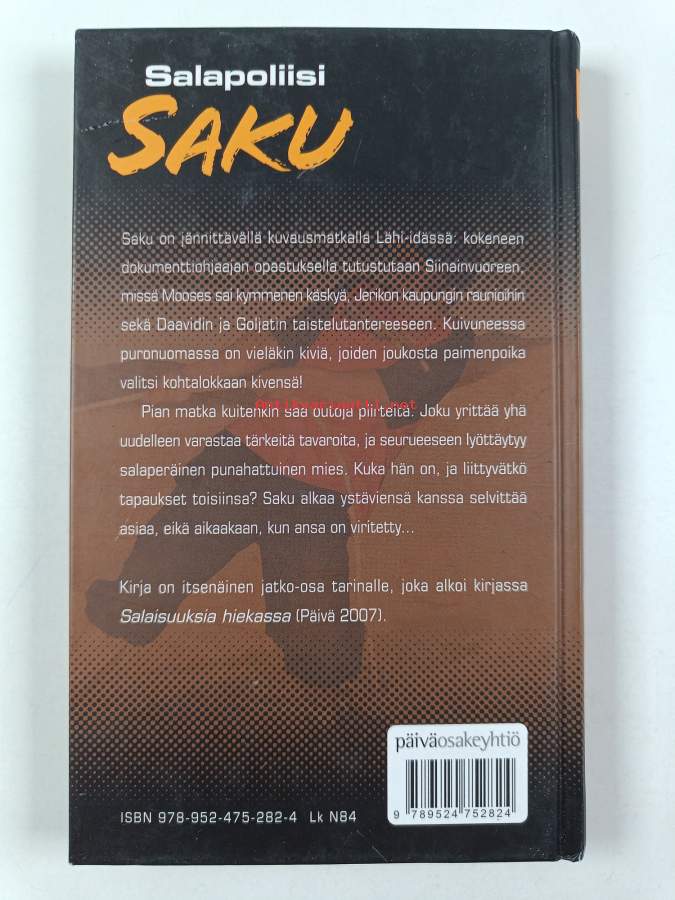 Salapoliisi
SAKU
Saku on jännittävällä kuvausmatkalla Lähi-idässä: kokeneen
dokumenttiohjaajan opastuksella tutustutaan Siinainvuoreen,
missä Mooses sai kymmenen käskyä, Jerikon kaupungin raunioihin
sekä Daavidin ja Goljatin taistelutantereeseen. Kuivuneessa
puronuomassa on vieläkin kiviä, joiden joukosta paimenpoika
valitsi kohtalokkaan kivensä!
Antikvariaatti.net
Pian matka kuitenkin saa outoja piirteitä. Joku yrittää yhä
uudelleen varastaa tärkeitä tavaroita, ja seurueeseen lyöttäytyy
salaperäinen punahattuinen mies. Kuka hän on, ja liittyvätkö
tapaukset toisiinsa? Saku alkaa ystäviensä kanssa selvittää
asiaa, eikä aikaakaan, kun ansa on viritetty...
Kirja on itsenäinen jatko-osa tarinalle, joka alkoi kirjassa
Salaisuuksia hiekassa (Päivä 2007).
päiväosakeyhtiö
9 789524 752824
ISBN 978-952-475-282-4 Lk N84